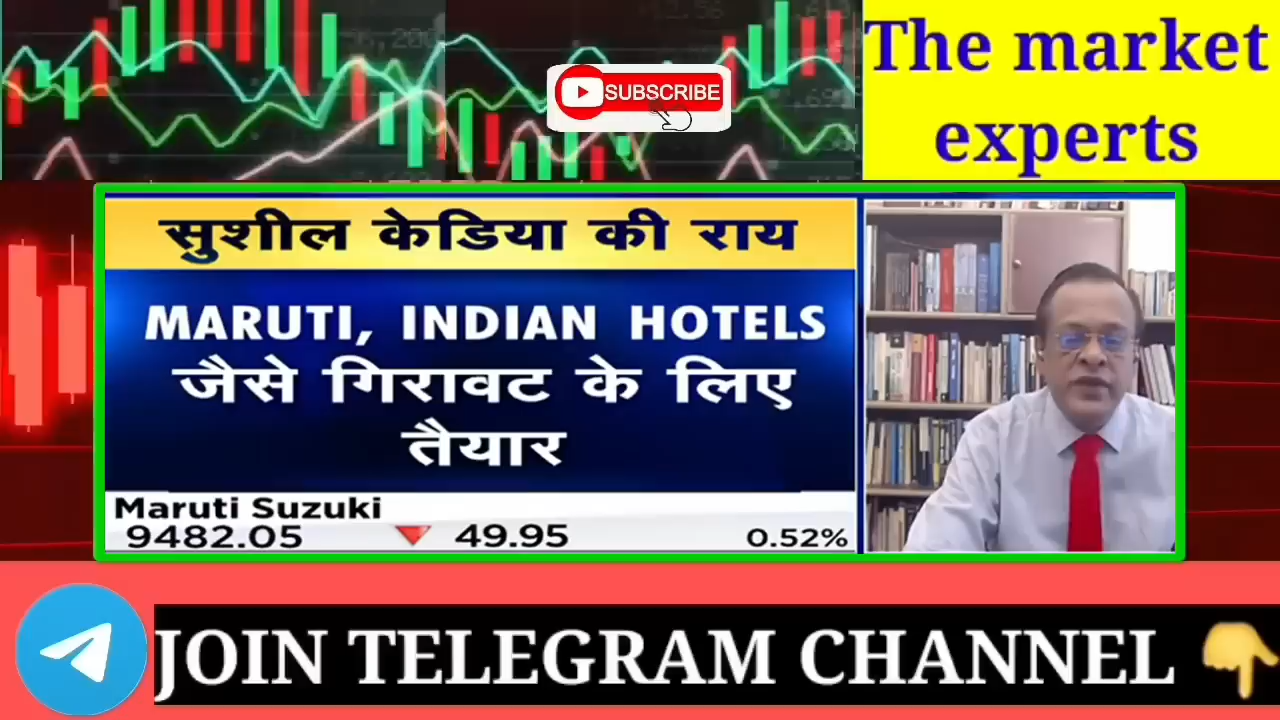 The market
experts
SUBSCRIBE
सुशील केडिया की राय
MARUTI, INDIAN HOTELS
जैसे गिरावट के लिए
तैयार
Maruti Suzuki
9482.05 49.95 0.52%
JOIN TELEGRAM CHANNEL